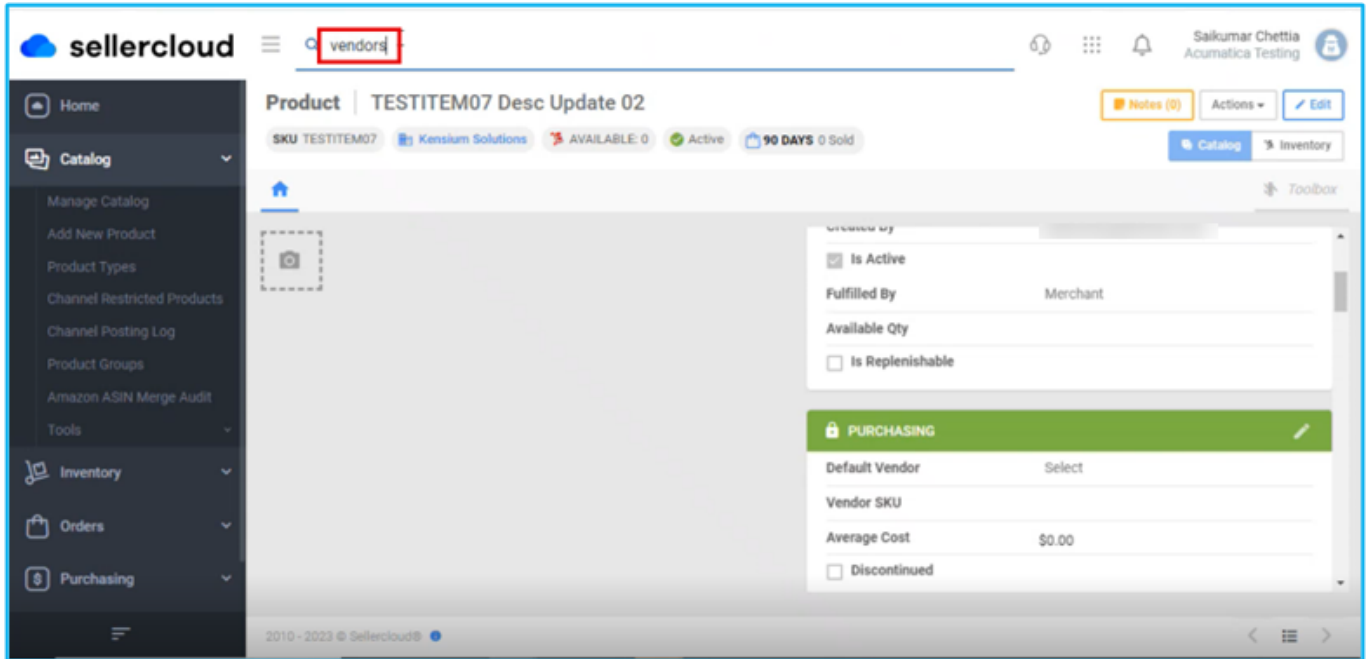 sellercloud
vendors
Saikumar Chettia
Acumatica Testing
Home
Catalog
Manage Catalog
Add New Product
Product Types
Channel Restricted Products
Channel Posting Log
Product Groups
Amazon ASIN Merge Audit
Tools
Inventory
Orders
Purchasing
Product | TESTITEM07 Desc Update 02
Notes (0) Actions Edit
SKU TESTITEM07 Kensium Solutions AVAILABLE: 0 Active 90 DAYS 0 Sold
Catalog Inventory
Toolbox
Created By
Is Active
Fulfilled By Merchant
Available Qty
Is Replenishable
PURCHASING
Default Vendor Select
Vendor SKU
Average Cost $0.00
Discontinued
2010 - 2023 © Sellercloud®